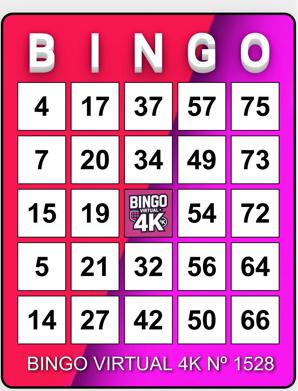 B I N G O
4 17 37 57 75
7 20 34 49 73
15 19 BINGO VIRTUAL 4K 54 72
5 21 32 56 64
14 27 42 50 66
BINGO VIRTUAL 4K Nº 1528